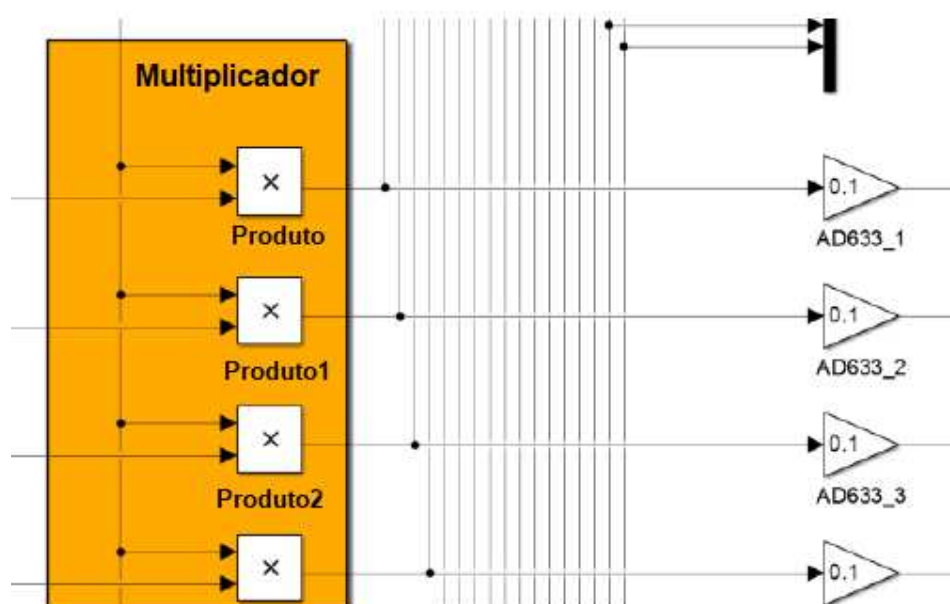 Multiplicador
×
0.1
Produto
AD633_1
×
0.1
Produto1
AD633_2
×
0.1
Produto2
AD633_3
×
0.1